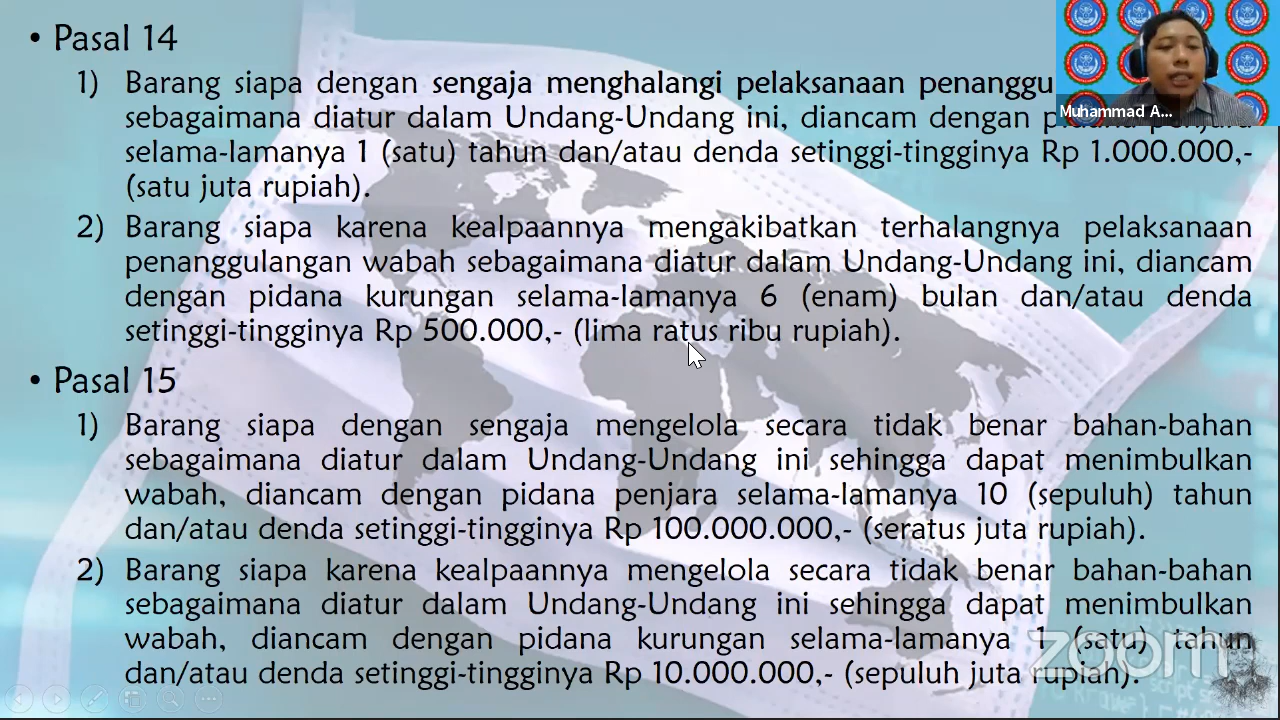 • Pasal 14
1) Barang siapa dengan sengaja menghalangi pelaksanaan penanggu
sebagaimana diatur dalam Undang-Undang ini, diancam dengan
selama-lamanya 1 (satu) tahun dan/atau denda setinggi-tingginya Rp 1.000.000,-
(satu juta rupiah).
2) Barang siapa karena kealpaannya mengakibatkan terhalangnya pelaksanaan
penanggulangan wabah sebagaimana diatur dalam Undang-Undang ini, diancam
dengan pidana kurungan selama-lamanya 6 (enam) bulan dan/atau denda
setinggi-tingginya Rp 500.000,- (lima ratus ribu rupiah).
• Pasal 15
1) Barang siapa dengan sengaja mengelola secara tidak benar bahan-bahan
sebagaimana diatur dalam Undang-Undang ini sehingga dapat menimbulkan
wabah, diancam dengan pidana penjara selama-lamanya 10 (sepuluh) tahun
dan/atau denda setinggi-tingginya Rp 100.000.000,- (seratus juta rupiah).
2) Barang siapa karena kealpaannya mengelola secara tidak benar bahan-bahan
sebagaimana diatur dalam Undang-Undang ini sehingga dapat menimbulkan
wabah, diancam dengan pidana kurungan selama-lamanya 1 (satu) tahun
dan/atau denda setinggi-tingginya Rp 10.000.000,- (sepuluh juta rupiah).
Muhammad A...
zoom